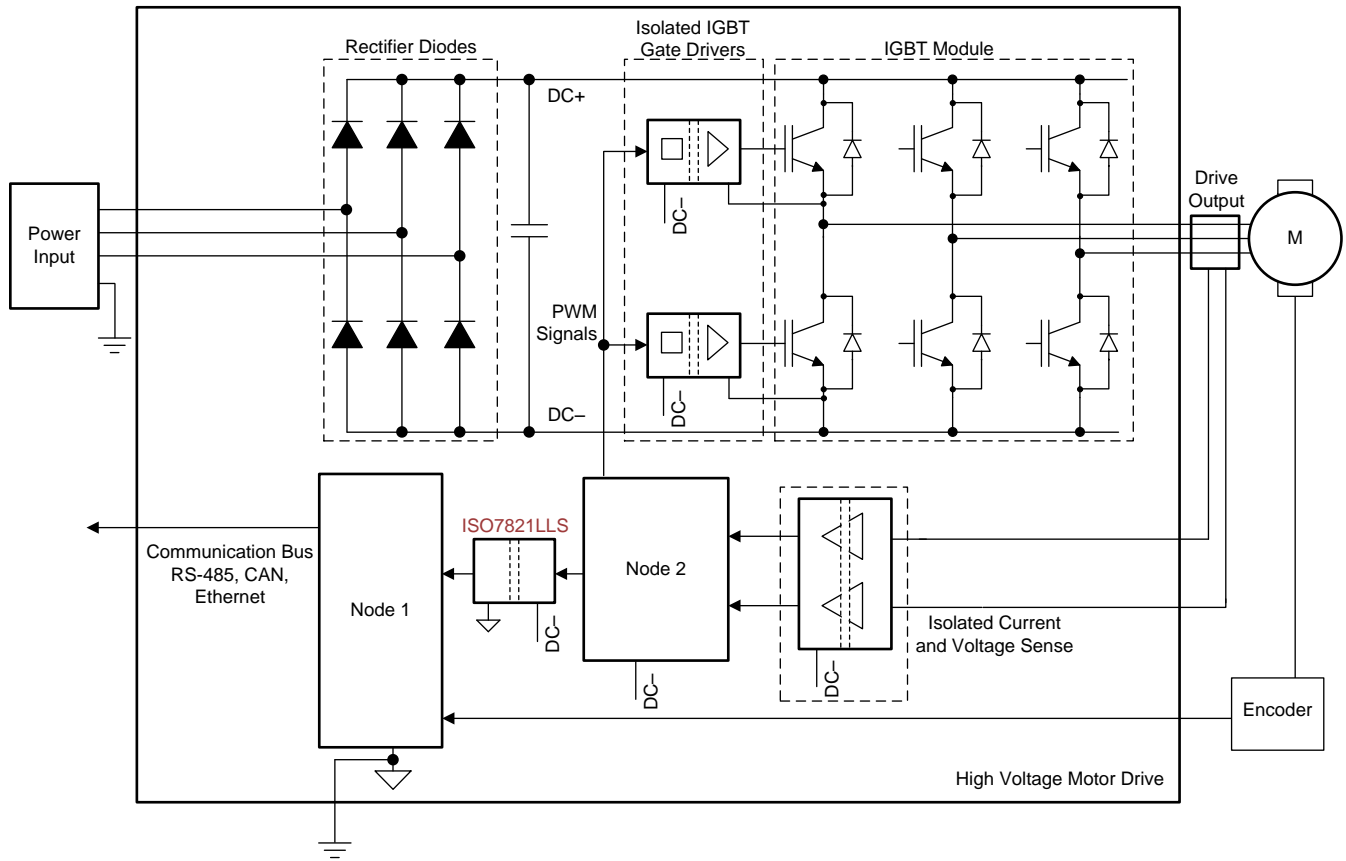 Isolated IGBT
Gate Drivers
Rectifier Diodes
IGBT Module
DC+
Power
Input
DC–
Drive
Output
M
PWM
Signals
DC–
DC–
ISO7821LLS
Communication Bus
RS-485, CAN,
Ethernet
Node 1
DC–
Node 2
DC–
DC–
Isolated Current
and Voltage Sense
Encoder
High Voltage Motor Drive